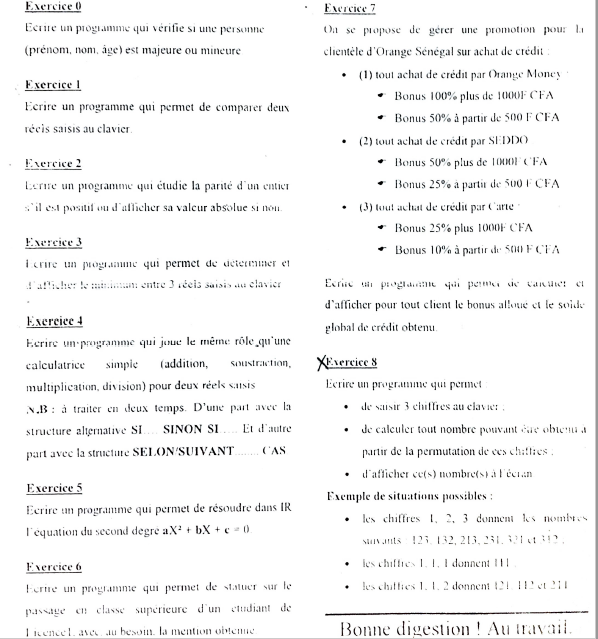 Exercice 0
Ecrire un programme qui vérifie si une personne
(prénom, nom, âge) est majeure ou mineure
Exercice 1
Ecrire un programme qui permet de comparer deux
réels saisis au clavier.
Exercice 2
Ecrire un programme qui étudie la parité d'un entier
s'il est positif ou d'afficher sa valeur absolue si non.
Exercice 3
Ecrire un programme qui permet de déterminer et
d'afficher le minimum entre 3 réels saisis au clavier
Exercice 4
Ecrire un programme qui joue le même rôle qu'une
calculatrice simple (addition, soustraction,
multiplication, division) pour deux réels saisis
N.B : à traiter en deux temps. D'une part avec la
structure alternative SI..... SINON SI..... Et d'autre
part avec la structure SELON/SUIVANT......... CAS
Exercice 5
Ecrire un programme qui permet de résoudre dans IR
l'équation du second degré aX² + bX + c = 0
Exercice 6
Ecrire un programme qui permet de statuer sur le
passage en classe supérieure d'un étudiant de
Licence1, avec au besoin, la mention obtenue
Exercice 7
On se propose de gérer une promotion pour la
clientèle d'Orange Sénégal sur achat de crédit :
• (1) tout achat de crédit par Orange Money :
☛ Bonus 100% plus de 1000F CFA
☛ Bonus 50% à partir de 500 F CFA
• (2) tout achat de crédit par SEDDO
☛ Bonus 50% plus de 1000F CFA
☛ Bonus 25% à partir de 500 F CFA
• (3) tout achat de crédit par Carte :
☛ Bonus 25% plus 1000F CFA
☛ Bonus 10% à partir de 500 F CFA
Ecrire un programme qui permet de calculer et
d'afficher pour tout client le bonus alloué et le solde
global de crédit obtenu.
X Exercice 8
Ecrire un programme qui permet
• de saisir 3 chiffres au clavier ;
• de calculer tout nombre pouvant être obtenu à
partir de la permutation de ces chiffres ;
• d'afficher ce(s) nombre(s) à l'écran.
Exemple de situations possibles :
• les chiffres 1, 2, 3 donnent les nombres
suivants : 123, 132, 213, 231, 321 et 312 ;
• les chiffres 1, 1, 1 donnent 111 ;
• les chiffres 1, 1, 2 donnent 121, 112 et 211
Bonne digestion ! Au travail.